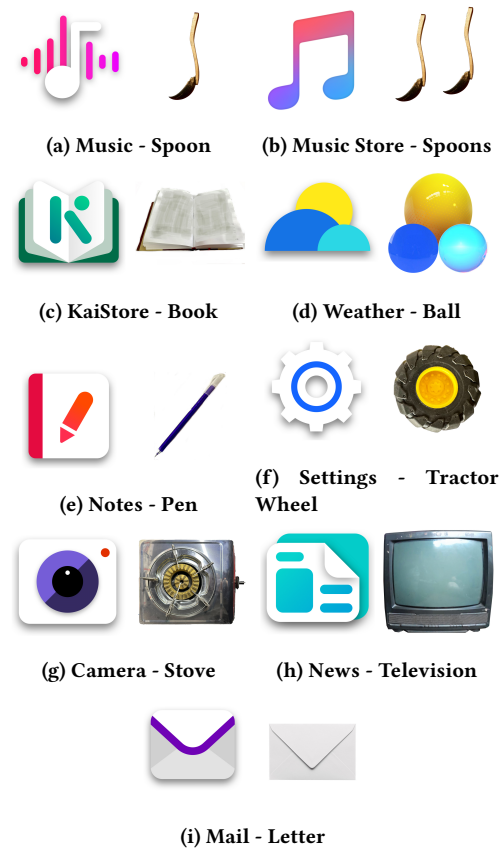 (a) Music - Spoon
(b) Music Store - Spoons
(c) KaiStore - Book
(d) Weather - Ball
(e) Notes - Pen
(f) Settings - Tractor
Wheel
(g) Camera - Stove
(h) News - Television
(i) Mail - Letter